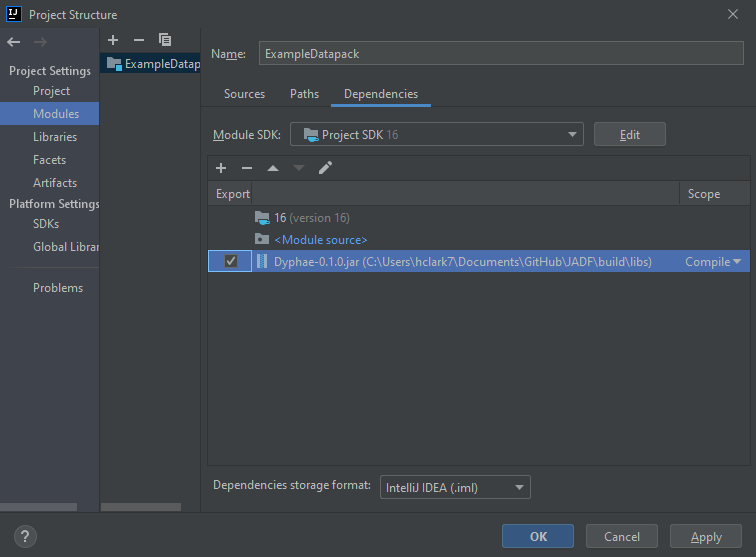 IJ Project Structure
Project Settings
Project
Modules
Libraries
Facets
Artifacts
Platform Settings
SDKs
Global Librar
Problems
ExampleDatap
Name: ExampleDatapack
Sources Paths Dependencies
Module SDK: Project SDK 16 Edit
Export Scope
16 (version 16)
<Module source>
Dyphae-0.1.0.jar (C:\Users\hclark7\Documents\GitHub\JADF\build\libs) Compile
Dependencies storage format: IntelliJ IDEA (.iml)
? OK Cancel Apply